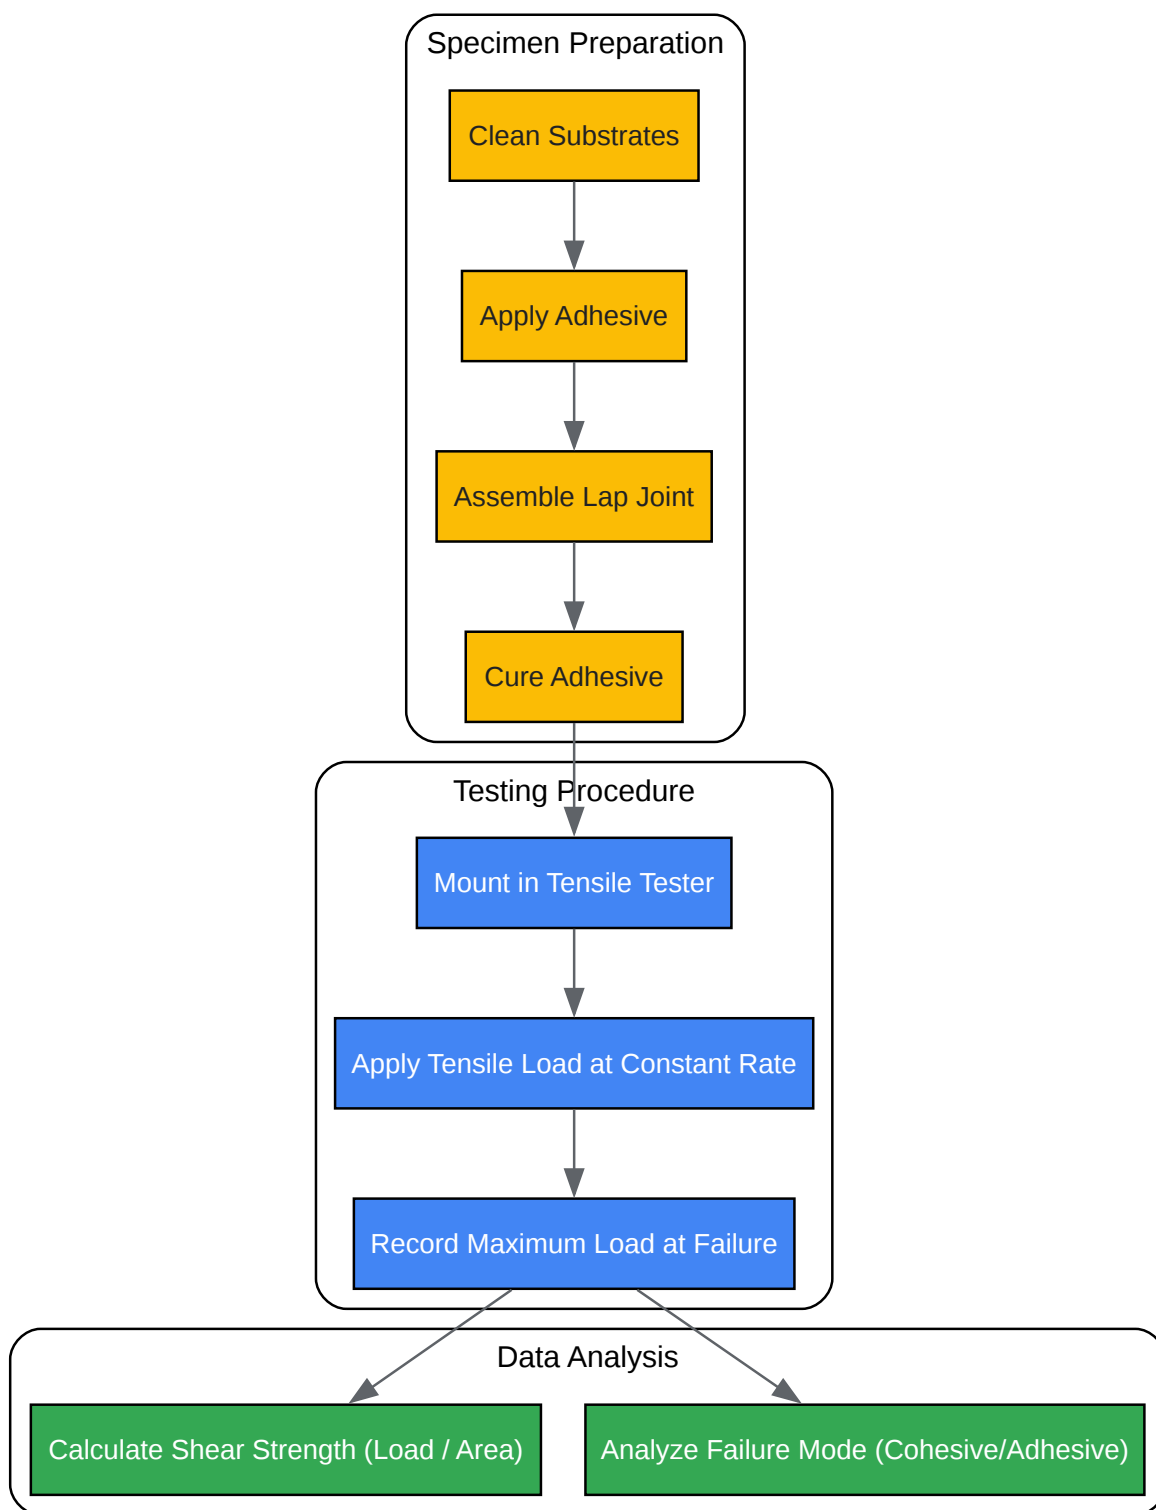 Specimen Preparation
Clean Substrates
Apply Adhesive
Assemble Lap Joint
Cure Adhesive
Testing Procedure
Mount in Tensile Tester
Apply Tensile Load at Constant Rate
Record Maximum Load at Failure
Data Analysis
Calculate Shear Strength (Load / Area)
Analyze Failure Mode (Cohesive/Adhesive)